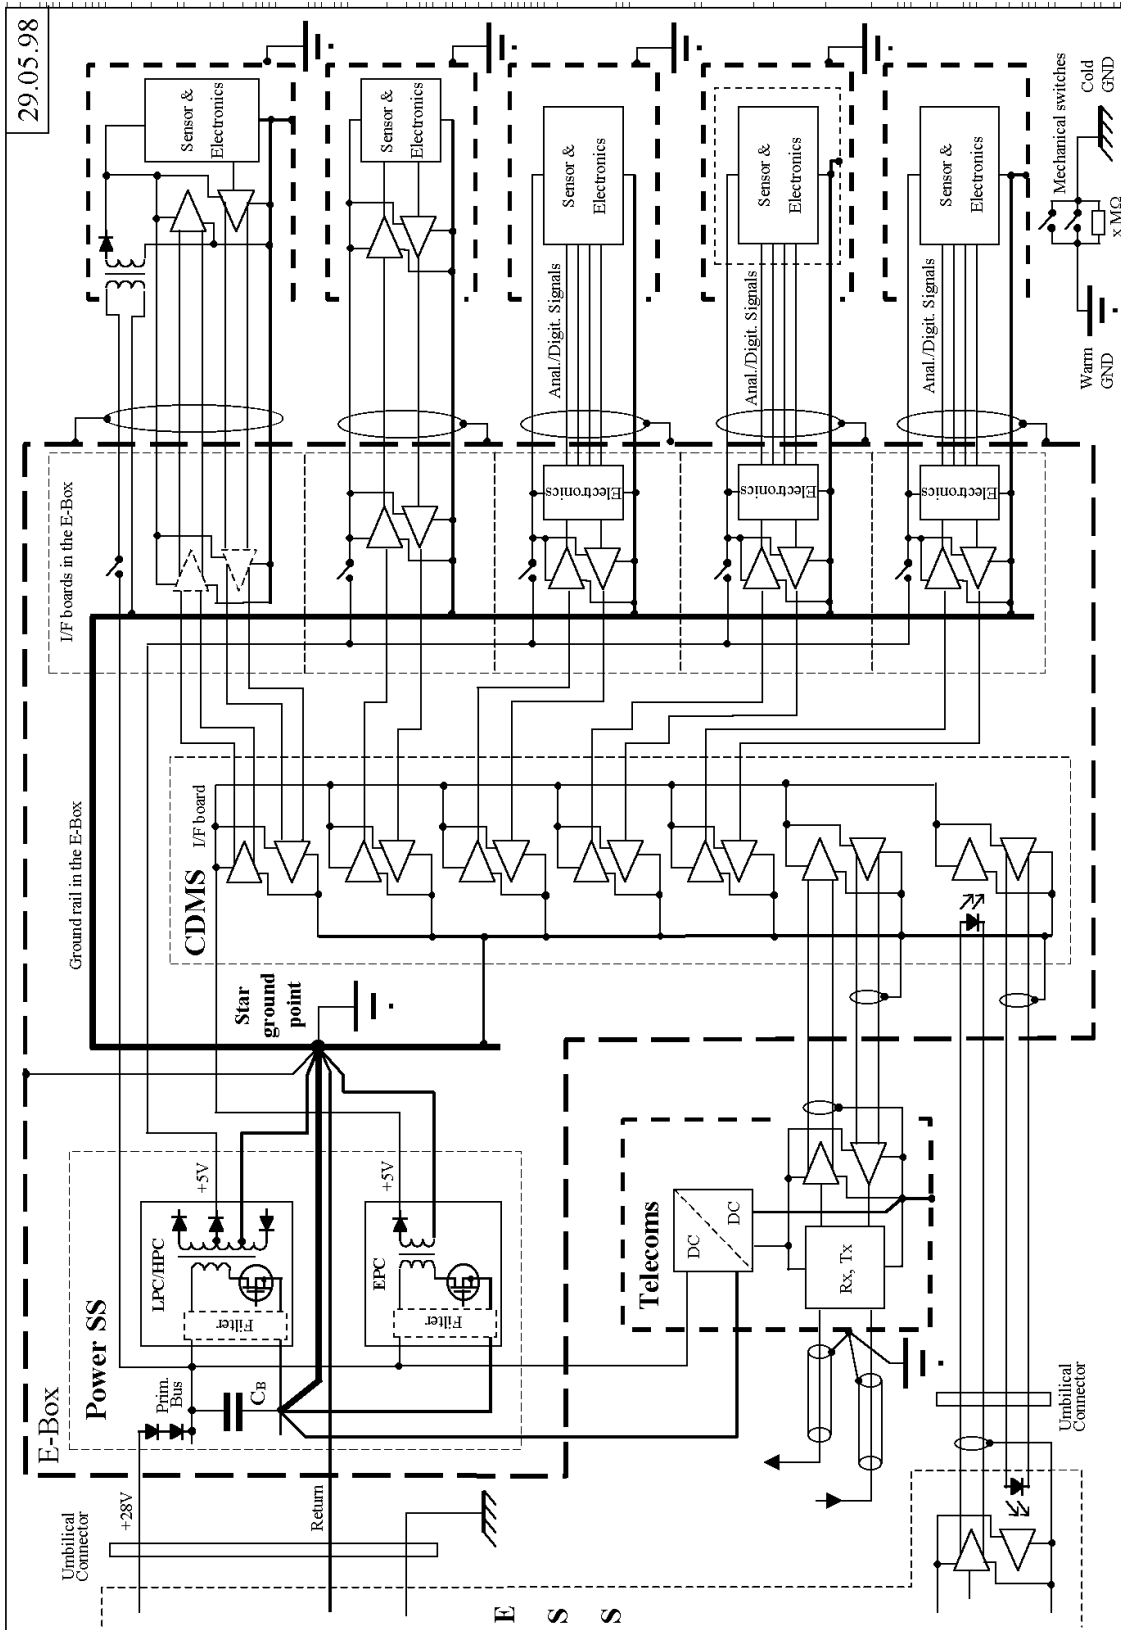 29.05.98
Sensor &
Electronics
Sensor &
Electronics
Sensor &
Electronics
Sensor &
Electronics
Sensor &
Electronics
Mechanical switches
Cold
GND
x MΩ
Warm
GND
Anal./Digit. Signals
Anal./Digit. Signals
Anal./Digit. Signals
I/F boards in the E-Box
Electronics
Electronics
Electronics
Ground rail in the E-Box
CDMS
I/F board
Star
ground
point
E-Box
Power SS
LPC/HPC
+5V
Filter
EPC
+5V
Filter
Prim.
Bus
CB
Telecoms
DC
DC
Rx, Tx
Umbilical
Connector
+28V
Return
Umbilical
Connector
E
S
S